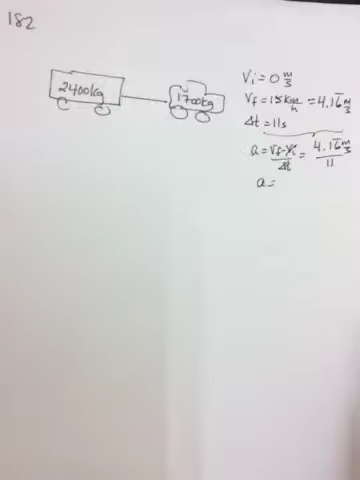 182
2400kg
1700kg
Vi = 0 m/s
Vf = 15 km/h = 4.16̅ m/s
Δt = 11s
a = Vf-Vi/Δt = 4.16̅ m/s/11
a =